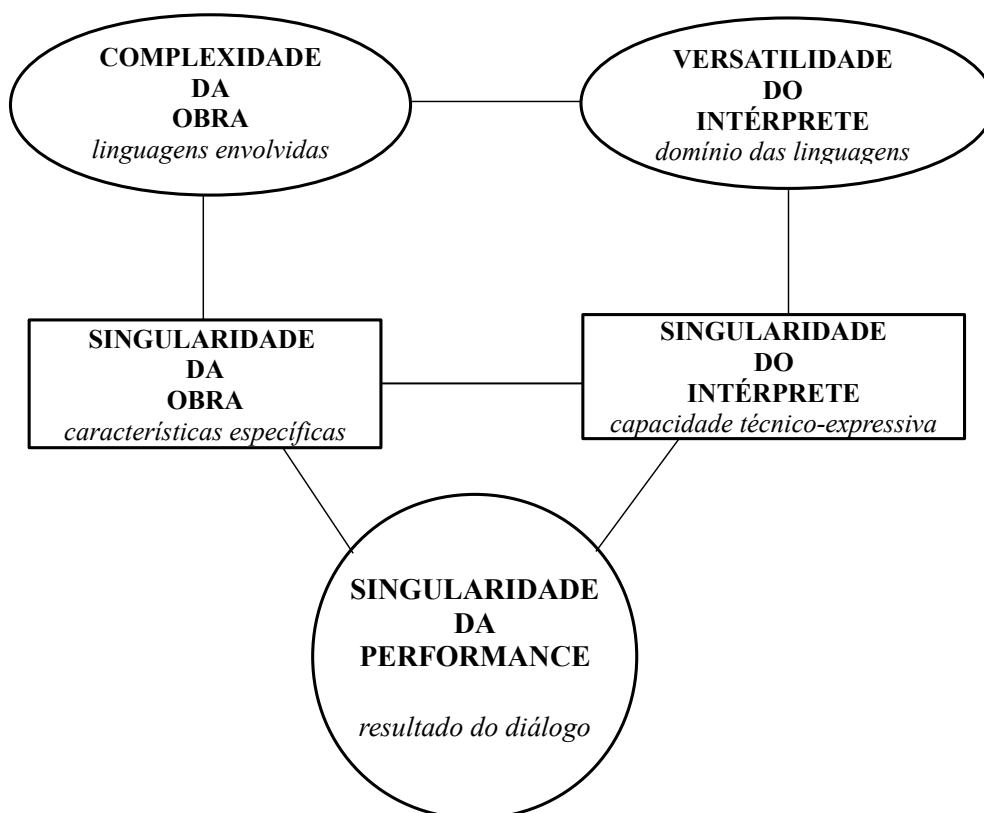 COMPLEXIDADE
DA
OBRA
linguagens envolvidas
VERSATILIDADE
DO
INTÉRPRETE
domínio das linguagens
SINGULARIDADE
DA
OBRA
características específicas
SINGULARIDADE
DO
INTÉRPRETE
capacidade técnico-expressiva
SINGULARIDADE
DA
PERFORMANCE
resultado do diálogo